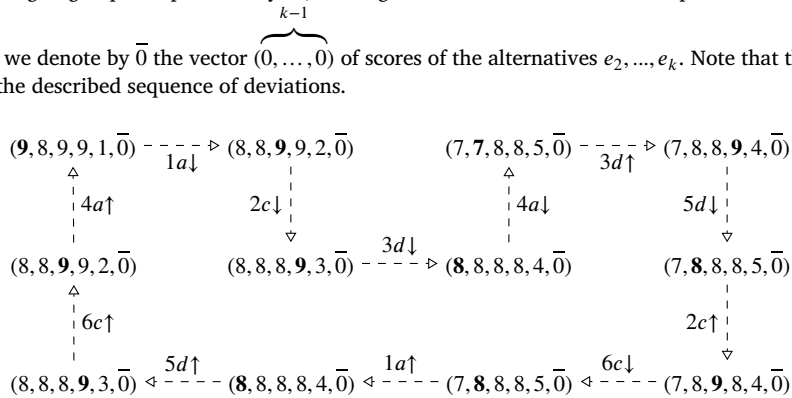 k−1
we denote by 0̅ the vector (0, … , 0) of scores of the alternatives e₂, ..., eₖ. Note that
the described sequence of deviations.
(9, 8, 9, 9, 1, 0̅) (8, 8, 9, 9, 2, 0̅) (7, 7, 8, 8, 5, 0̅) (7, 8, 8, 9, 4, 0̅)
1a↓ 3d↑
4a↑ 2c↓ 4a↓ 5d↓
3d↓
(8, 8, 9, 9, 2, 0̅) (8, 8, 8, 9, 3, 0̅) (8, 8, 8, 8, 4, 0̅) (7, 8, 8, 8, 5, 0̅)
6c↑ 2c↑
5d↑ 1a↑ 6c↓
(8, 8, 8, 9, 3, 0̅) (8, 8, 8, 8, 4, 0̅) (7, 8, 8, 8, 5, 0̅) (7, 8, 9, 8, 4, 0̅)